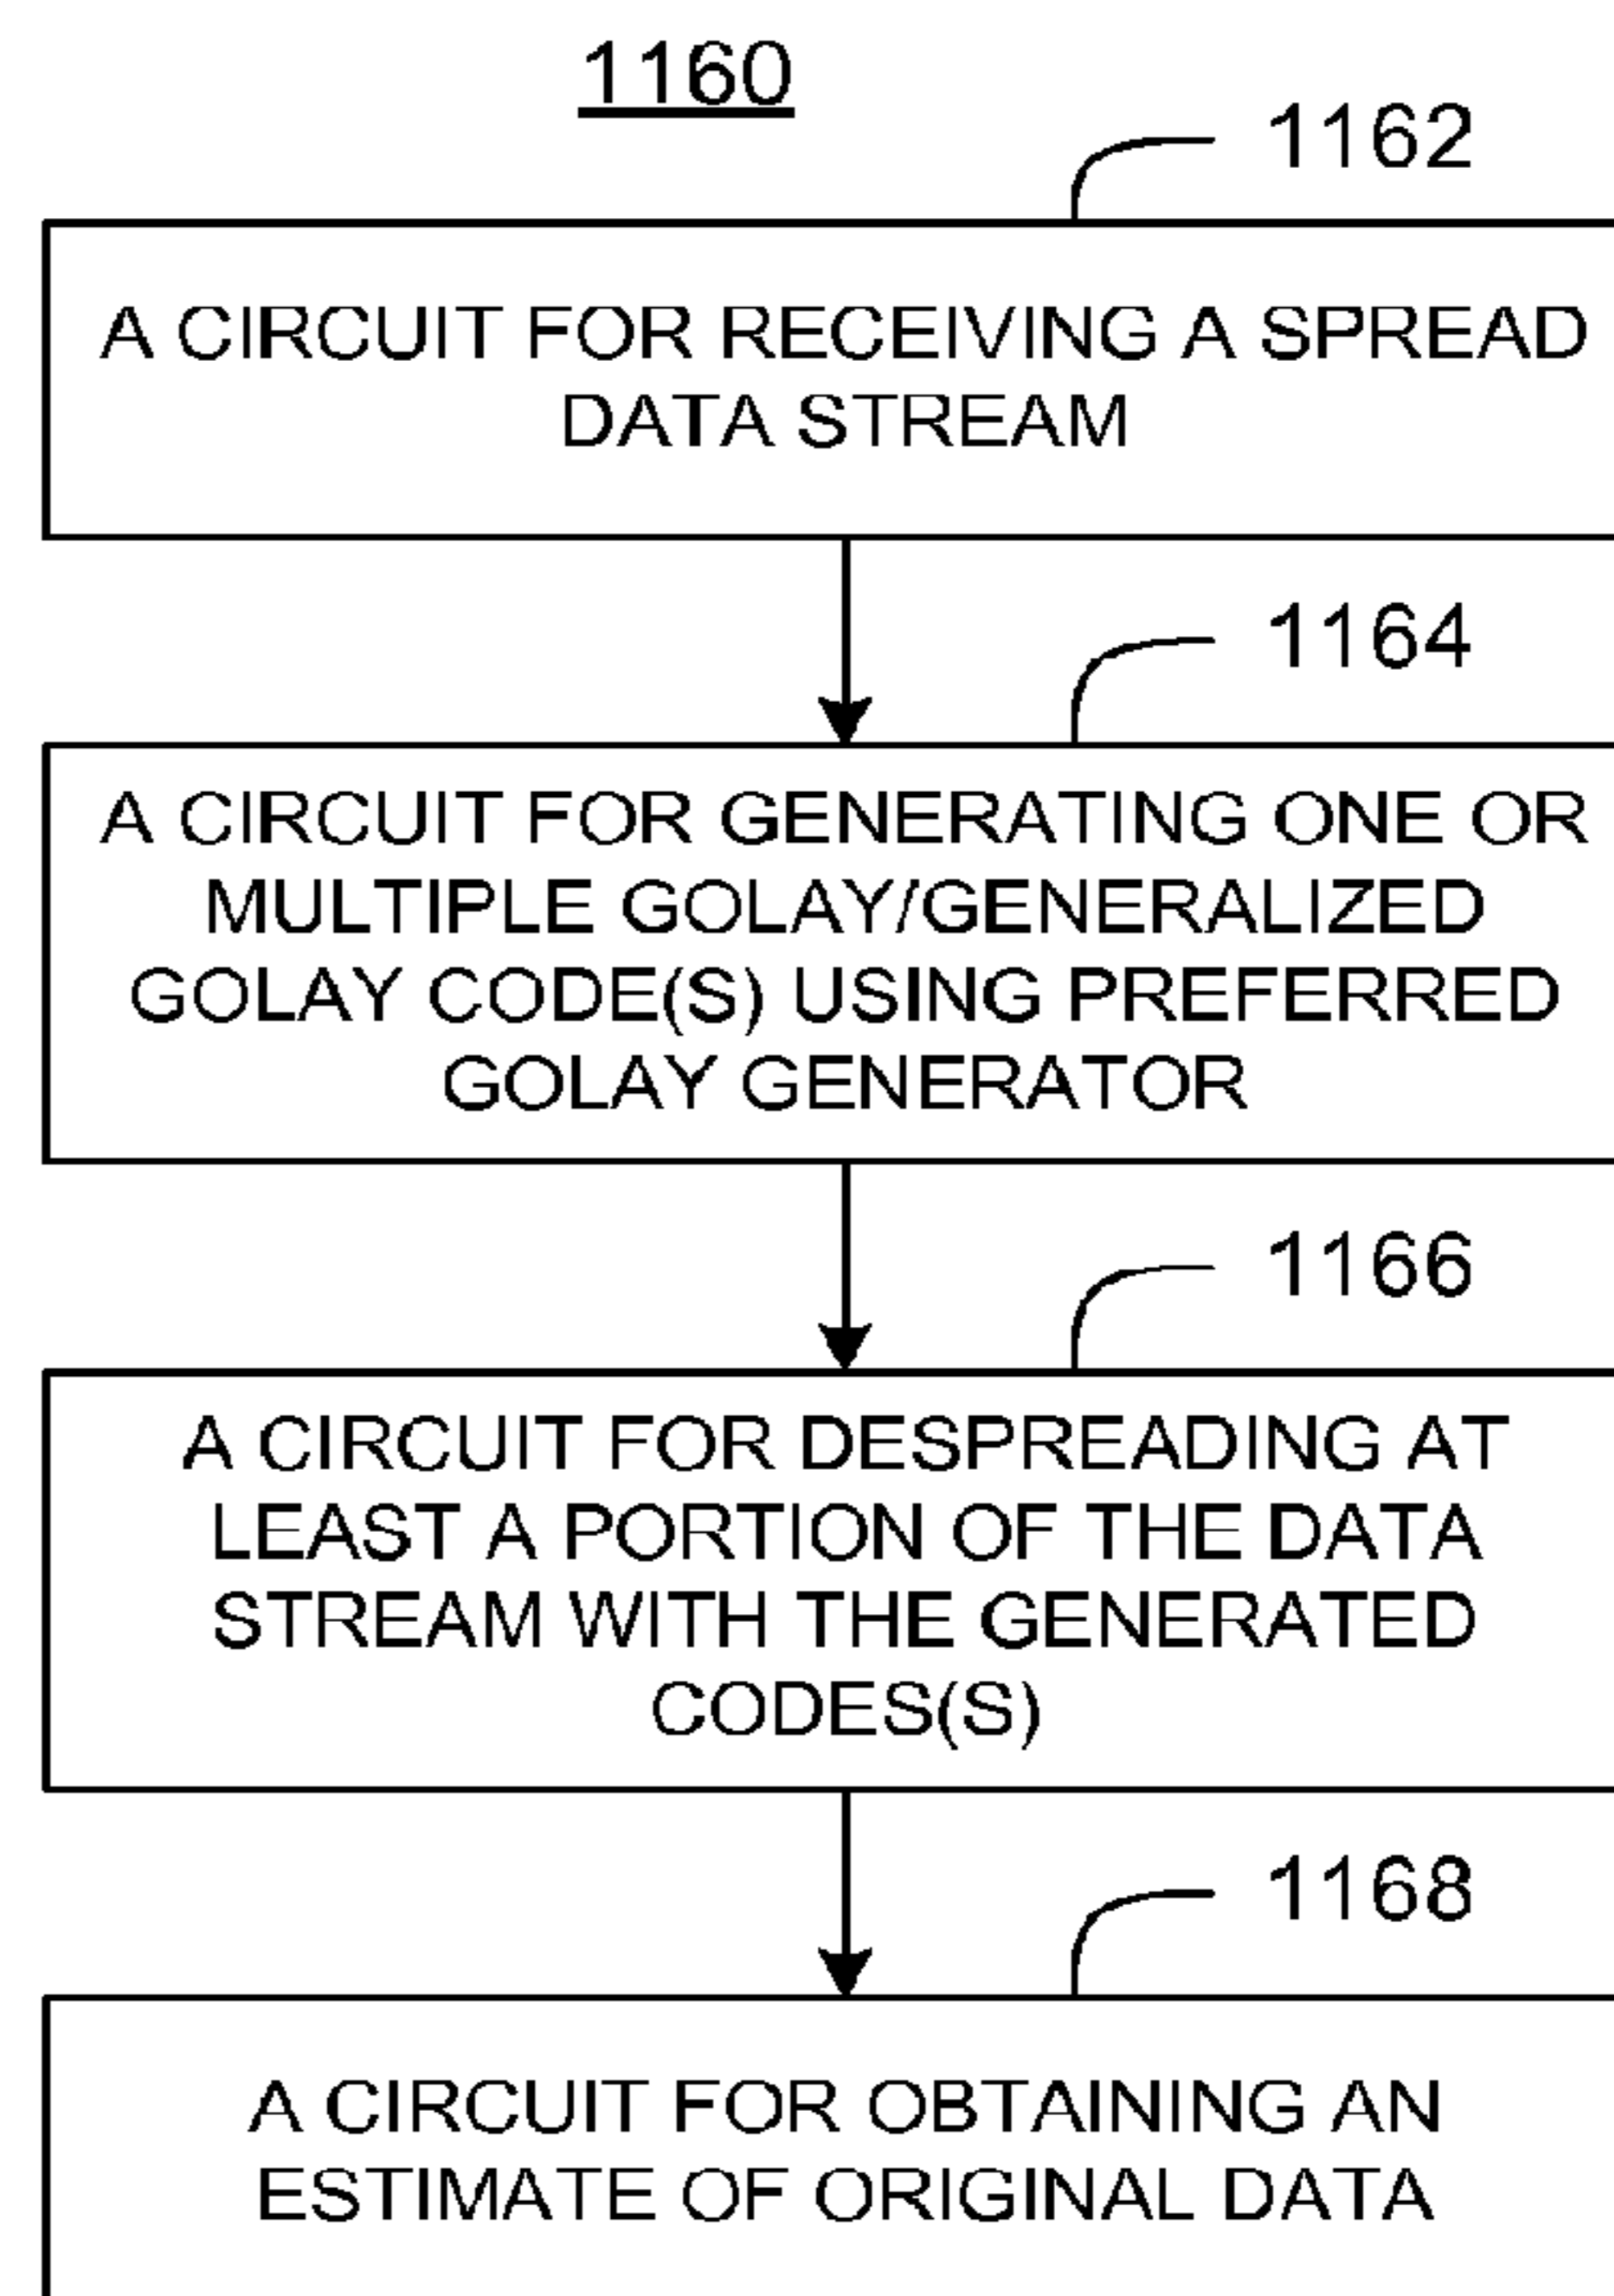 1160
1162
A CIRCUIT FOR RECEIVING A SPREAD
DATA STREAM
1164
A CIRCUIT FOR GENERATING ONE OR
MULTIPLE GOLAY/GENERALIZED
GOLAY CODE(S) USING PREFERRED
GOLAY GENERATOR
1166
A CIRCUIT FOR DESPREADING AT
LEAST A PORTION OF THE DATA
STREAM WITH THE GENERATED
CODES(S)
1168
A CIRCUIT FOR OBTAINING AN
ESTIMATE OF ORIGINAL DATA